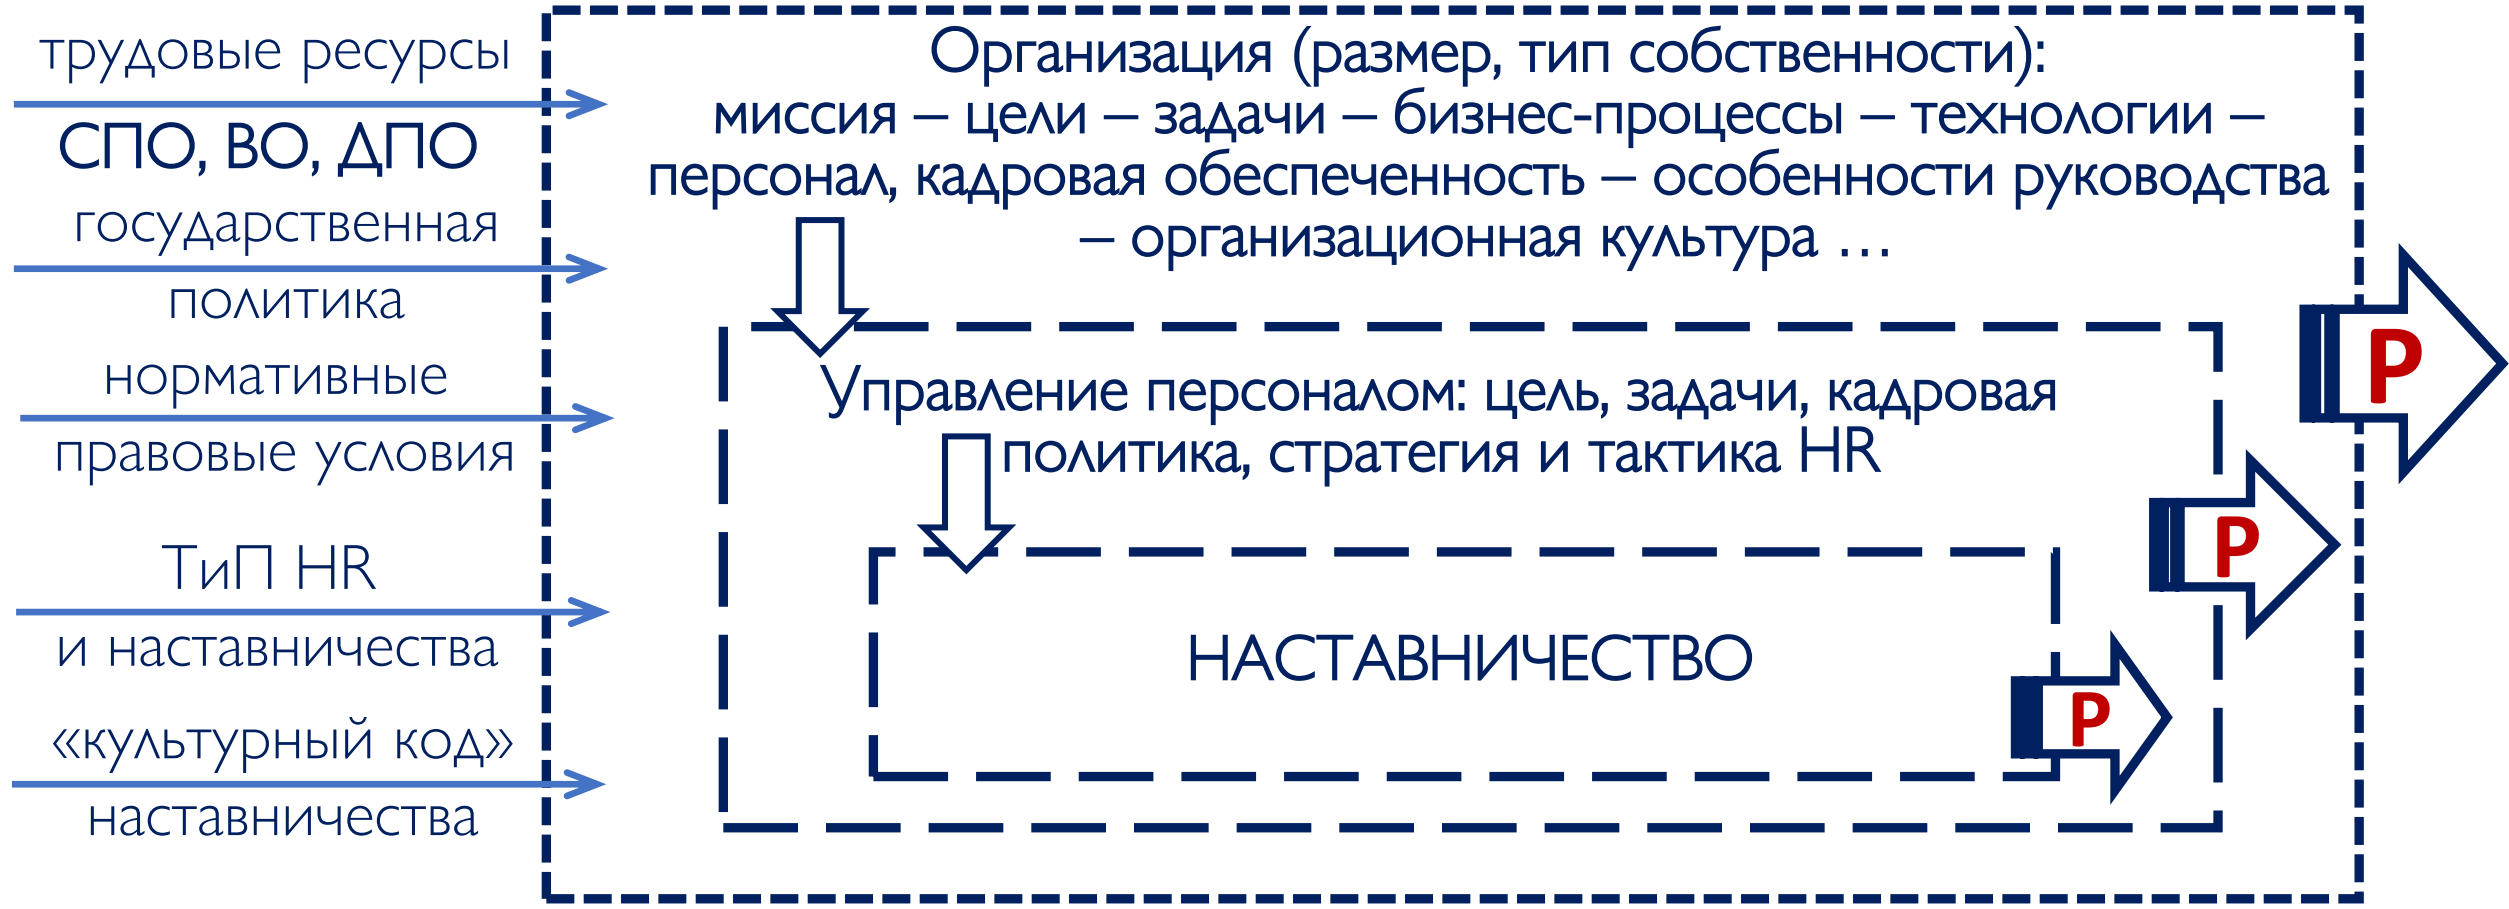 трудовые ресурсы
СПО, ВО, ДПО
государственная
политика
нормативные
правовые условия
ТиП HR
и наставничества
«культурный код»
наставничества
Организация (размер, тип собственности):
миссия — цели — задачи — бизнес-процессы — технологии —
персонал, кадровая обеспеченность — особенности руководства
— организационная культура …
Управление персоналом: цель, задачи, кадровая
политика, стратегия и тактика HR
НАСТАВНИЧЕСТВО
Р
Р
Р